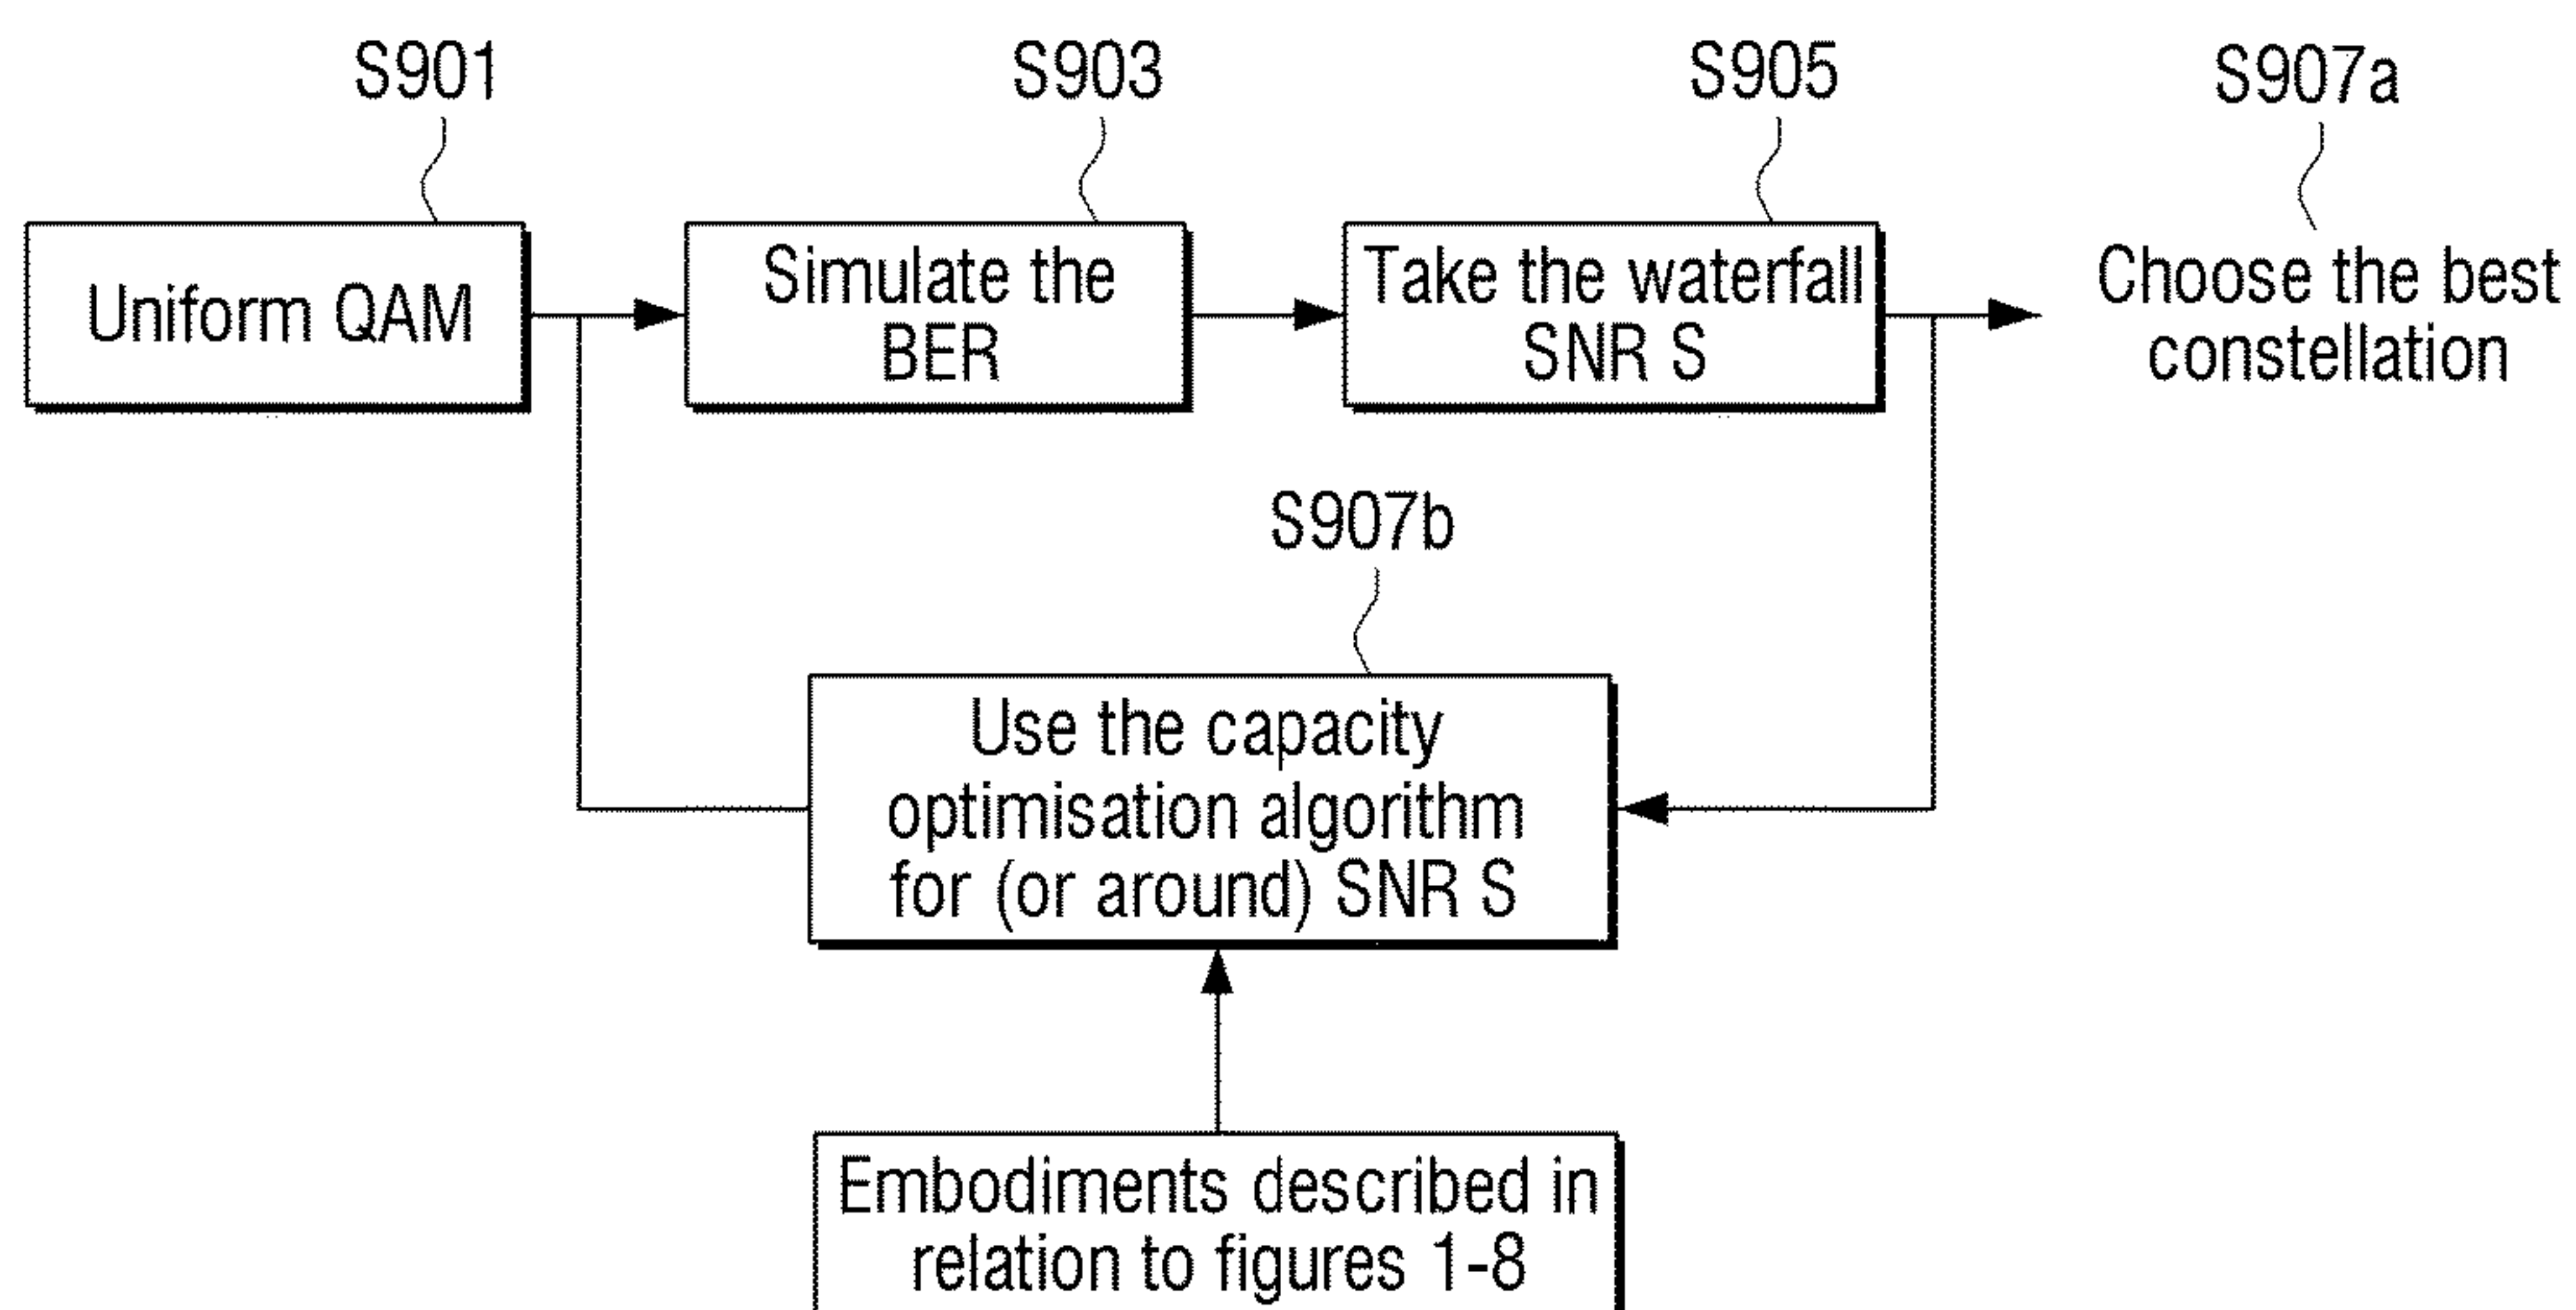 S901
S903
S905
S907a
Uniform QAM
Simulate the
BER
Take the waterfall
SNR S
Choose the best
constellation
S907b
Use the capacity
optimisation algorithm
for (or around) SNR S
Embodiments described in
relation to figures 1-8